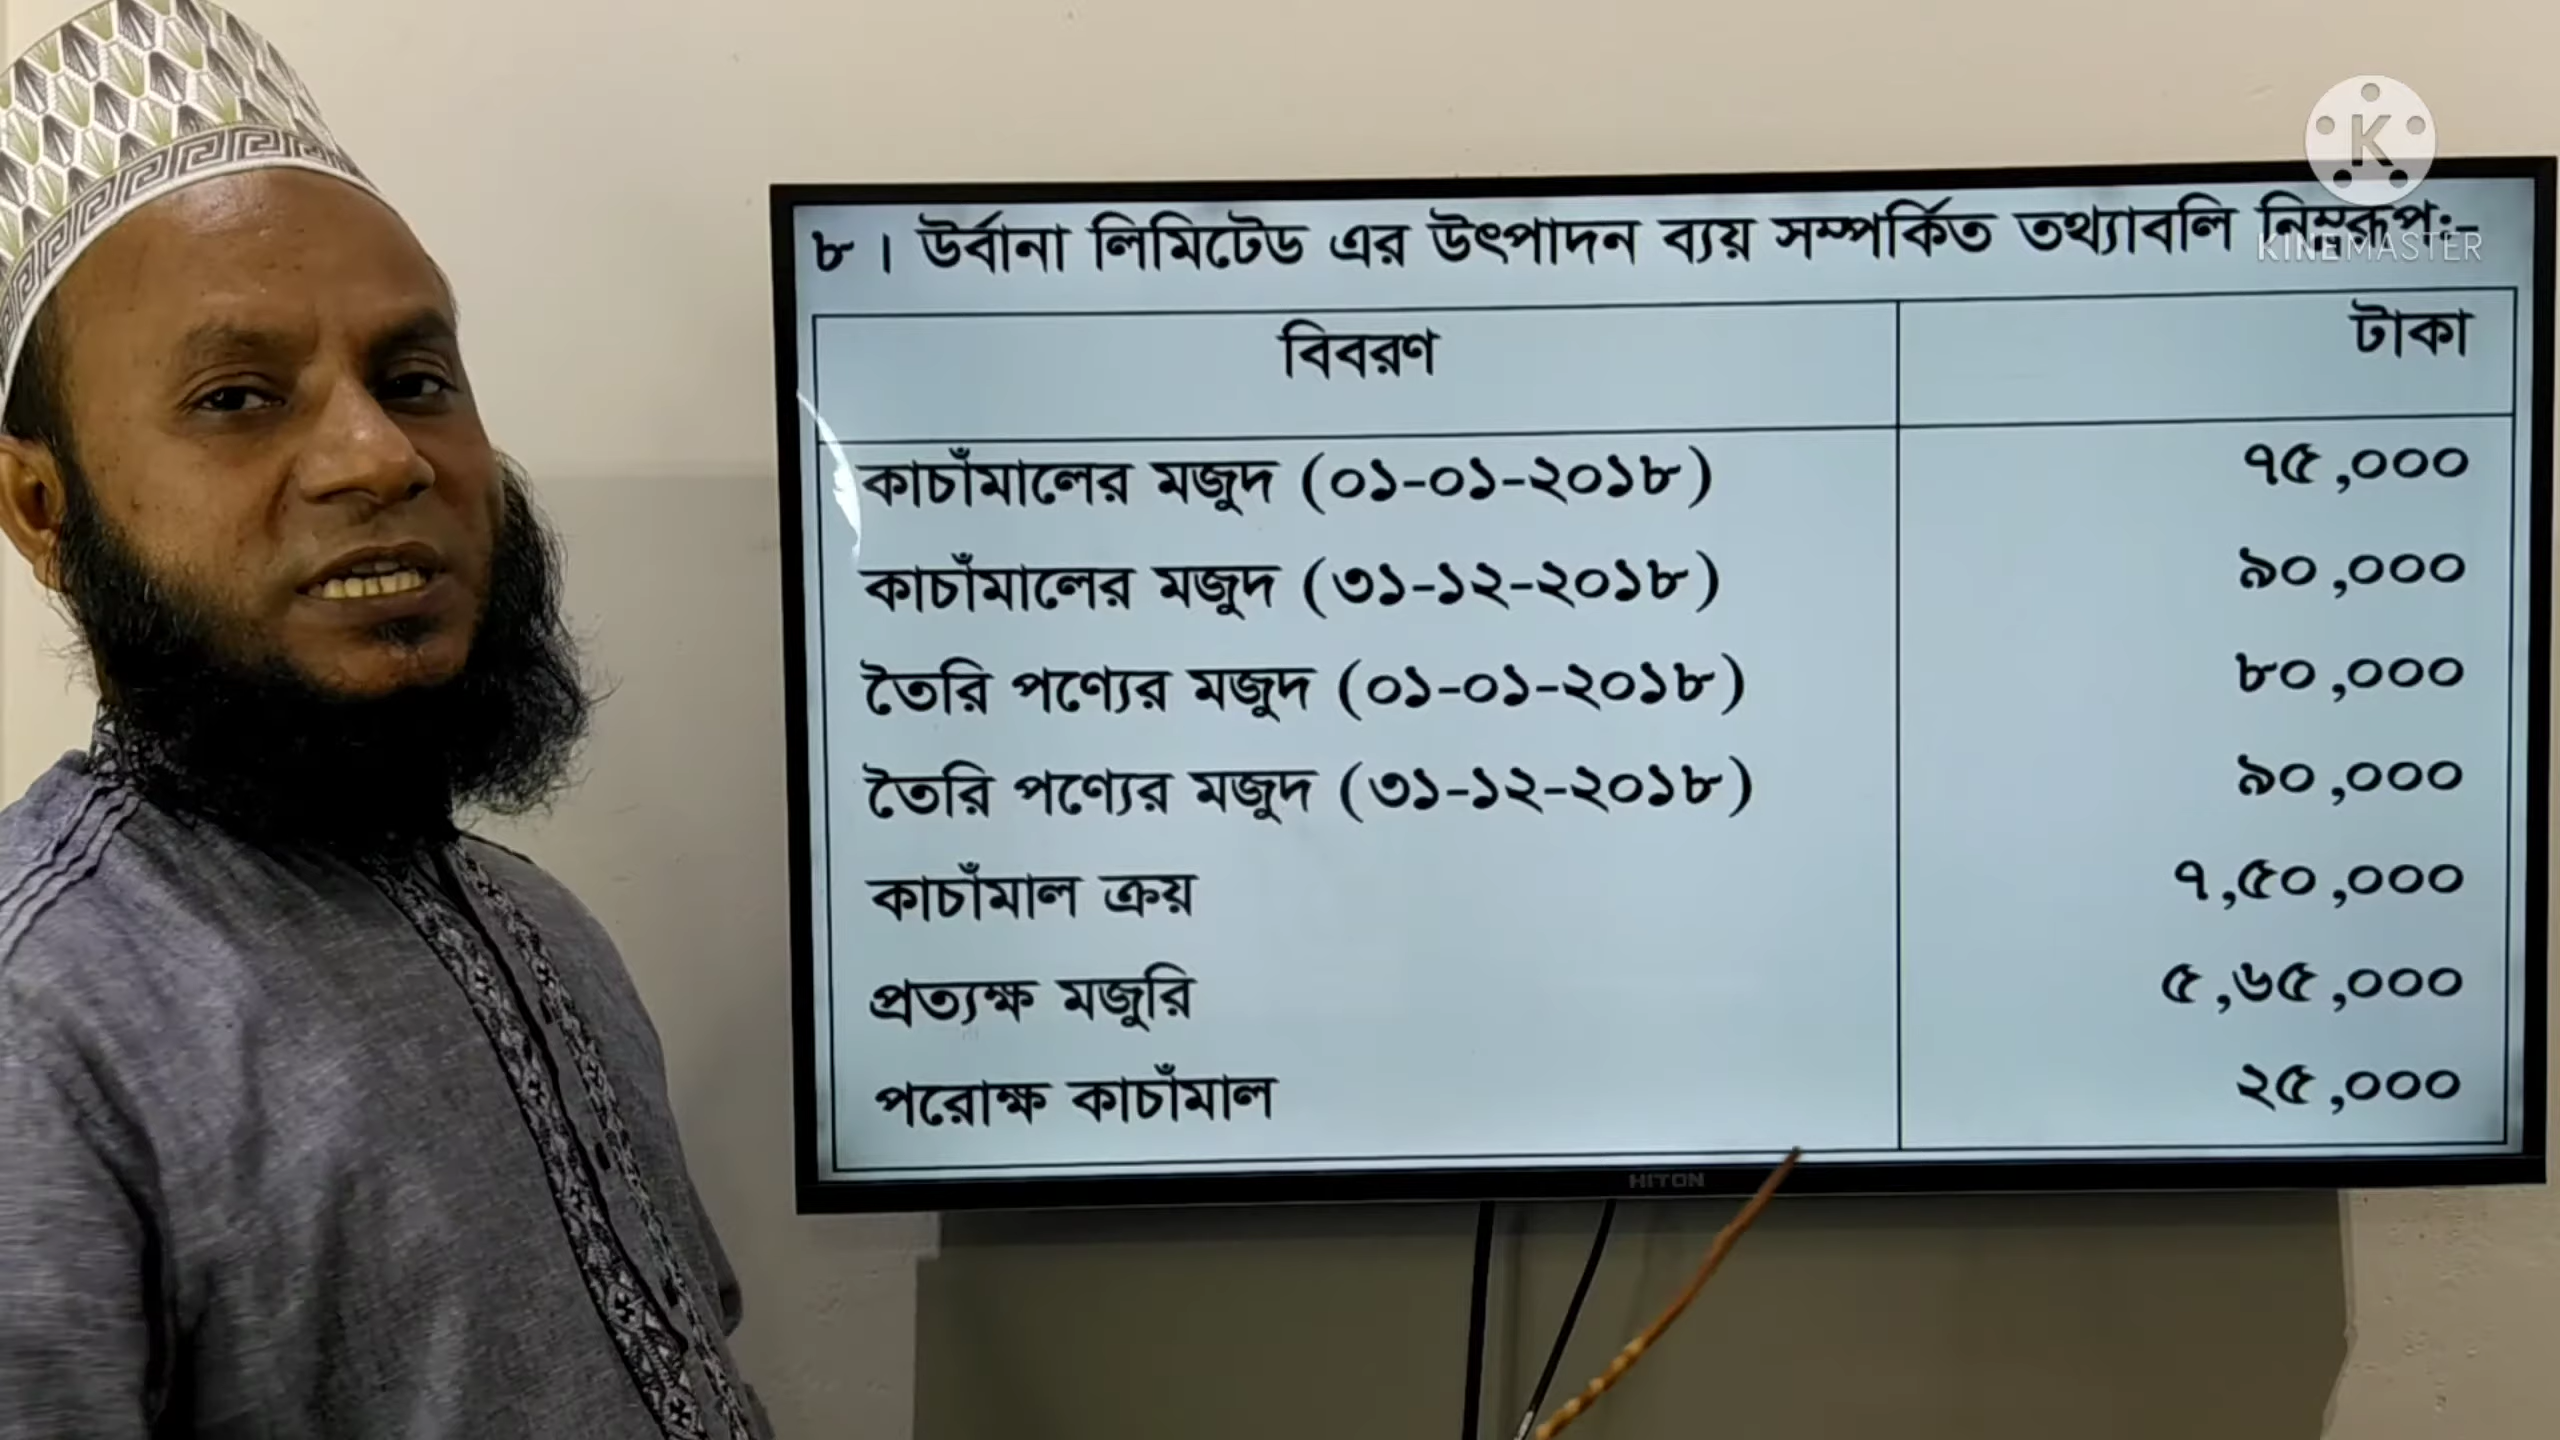 K
KINEMASTER
৮। উর্বানা লিমিটেড এর উৎপাদন ব্যয় সম্পর্কিত তথ্যাবলি নিম্নরূপ:-
বিবরণ টাকা
কাচাঁমালের মজুদ (০১-০১-২০১৮) ৭৫,০০০
কাচাঁমালের মজুদ (৩১-১২-২০১৮) ৯০,০০০
তৈরি পণ্যের মজুদ (০১-০১-২০১৮) ৮০,০০০
তৈরি পণ্যের মজুদ (৩১-১২-২০১৮) ৯০,০০০
কাচাঁমাল ক্রয় ৭,৫০,০০০
প্রত্যক্ষ মজুরি ৫,৬৫,০০০
পরোক্ষ কাচাঁমাল ২৫,০০০
HITON